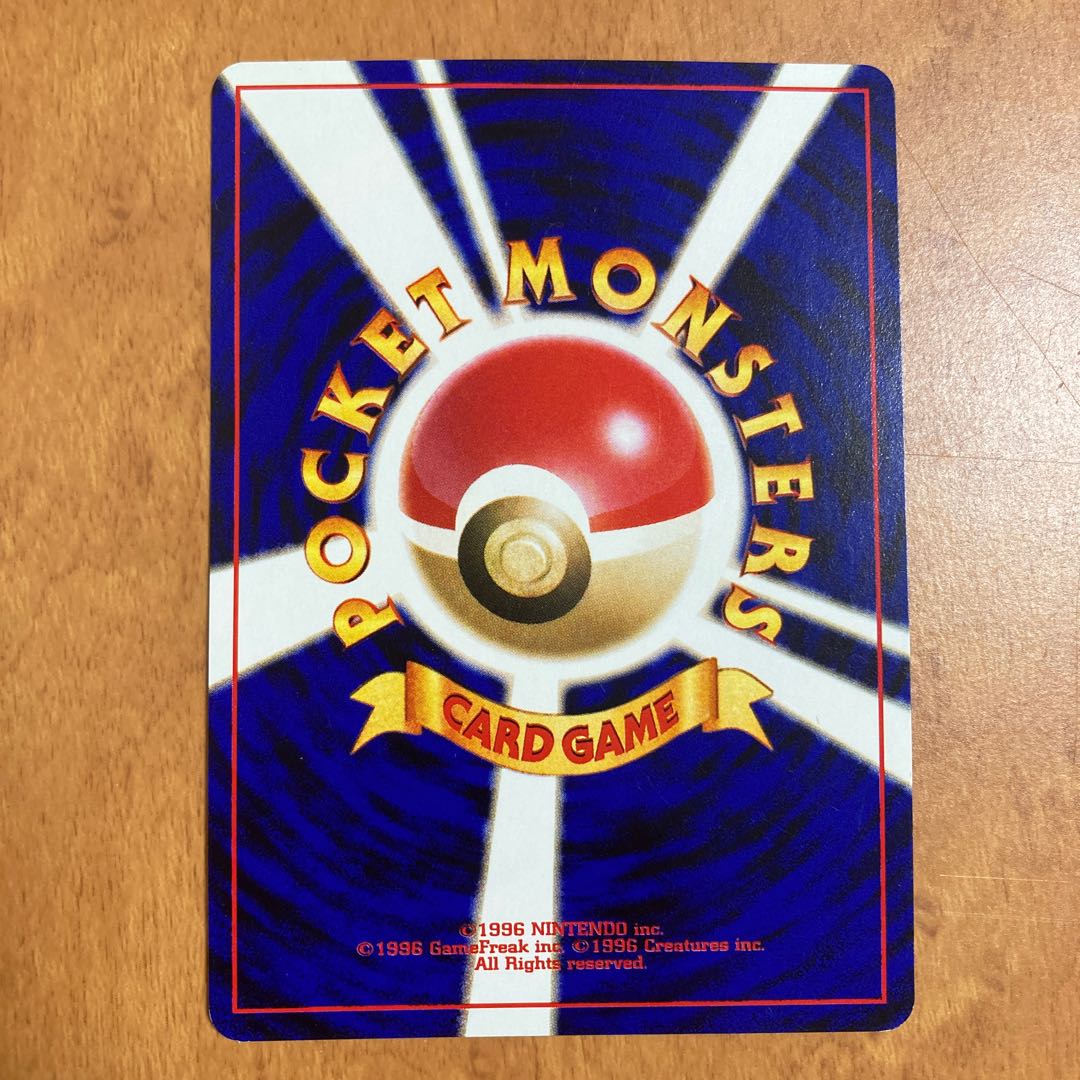 POCKET MONSTERS
CARD GAME
©1996 NINTENDO inc.
©1996 GameFreak inc. ©1996 Creatures inc.
All Rights reserved.